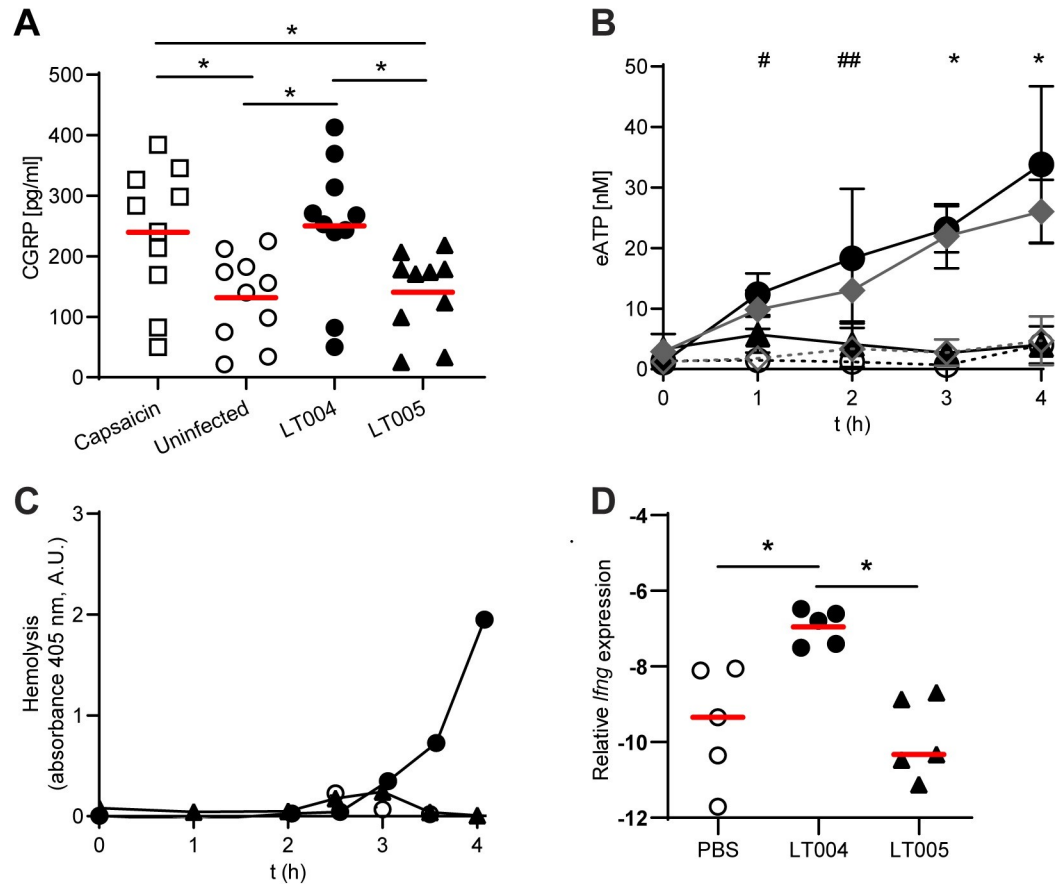 A
*
*
*
*
500
400
300
200
100
0
CGRP [pg/ml]
Capsaicin
Uninfected
LT004
LT005
B
# ## * *
50
40
30
20
10
0
eATP [nM]
0 1 2 3 4
t (h)
C
3
2
1
0
Hemolysis
(absorbance 405 nm, A.U.)
0 1 2 3 4
t (h)
D
*
*
-4
-6
-8
-10
-12
Relative lfng expression
PBS LT004 LT005